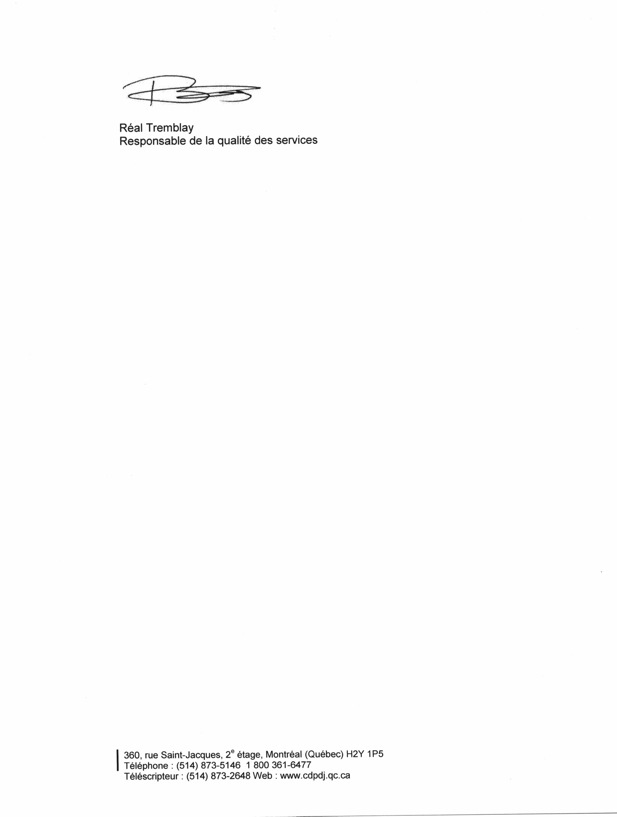 Réal Tremblay
Responsable de la qualité des services
360, rue Saint-Jacques, 2e étage, Montréal (Québec) H2Y 1P5
Téléphone : (514) 873-5146 1 800 361-6477
Téléscripteur : (514) 873-2648 Web : www.cdpdj.qc.ca